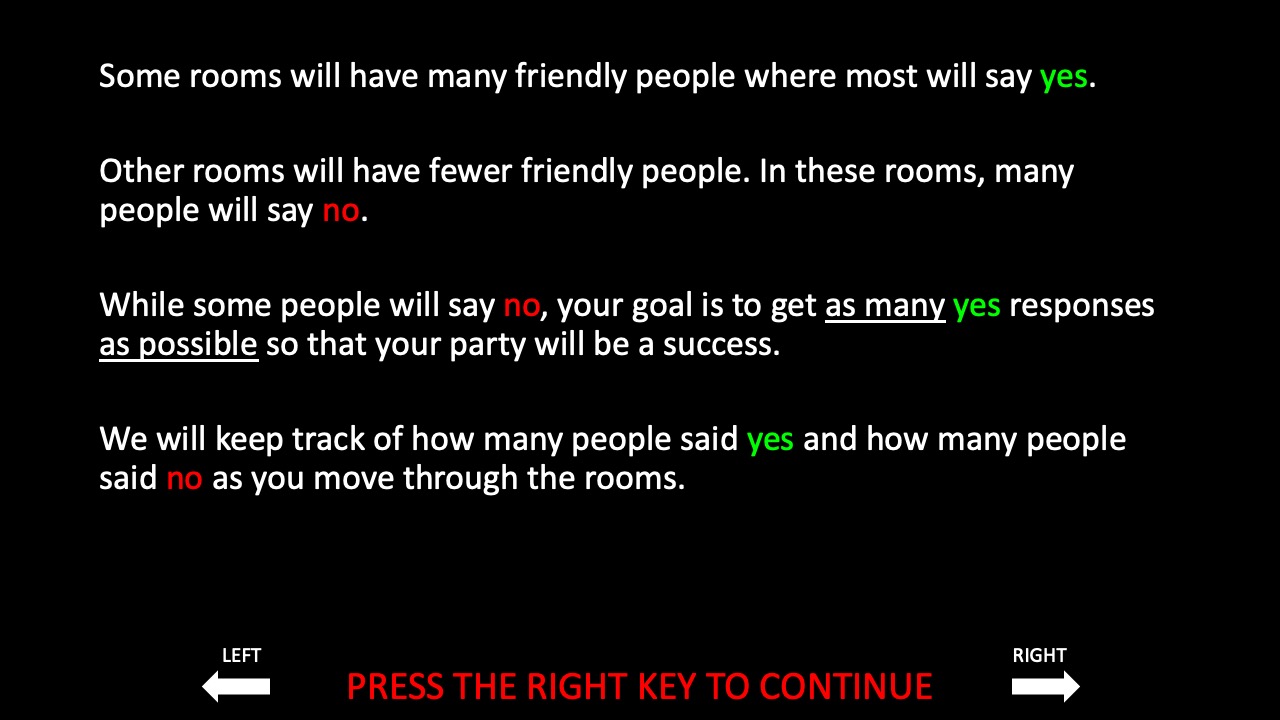 Some rooms will have many friendly people where most will say yes.
Other rooms will have fewer friendly people. In these rooms, many
people will say no.
While some people will say no, your goal is to get as many yes responses
as possible so that your party will be a success.
We will keep track of how many people said yes and how many people
said no as you move through the rooms.
LEFT
PRESS THE RIGHT KEY TO CONTINUE
RIGHT